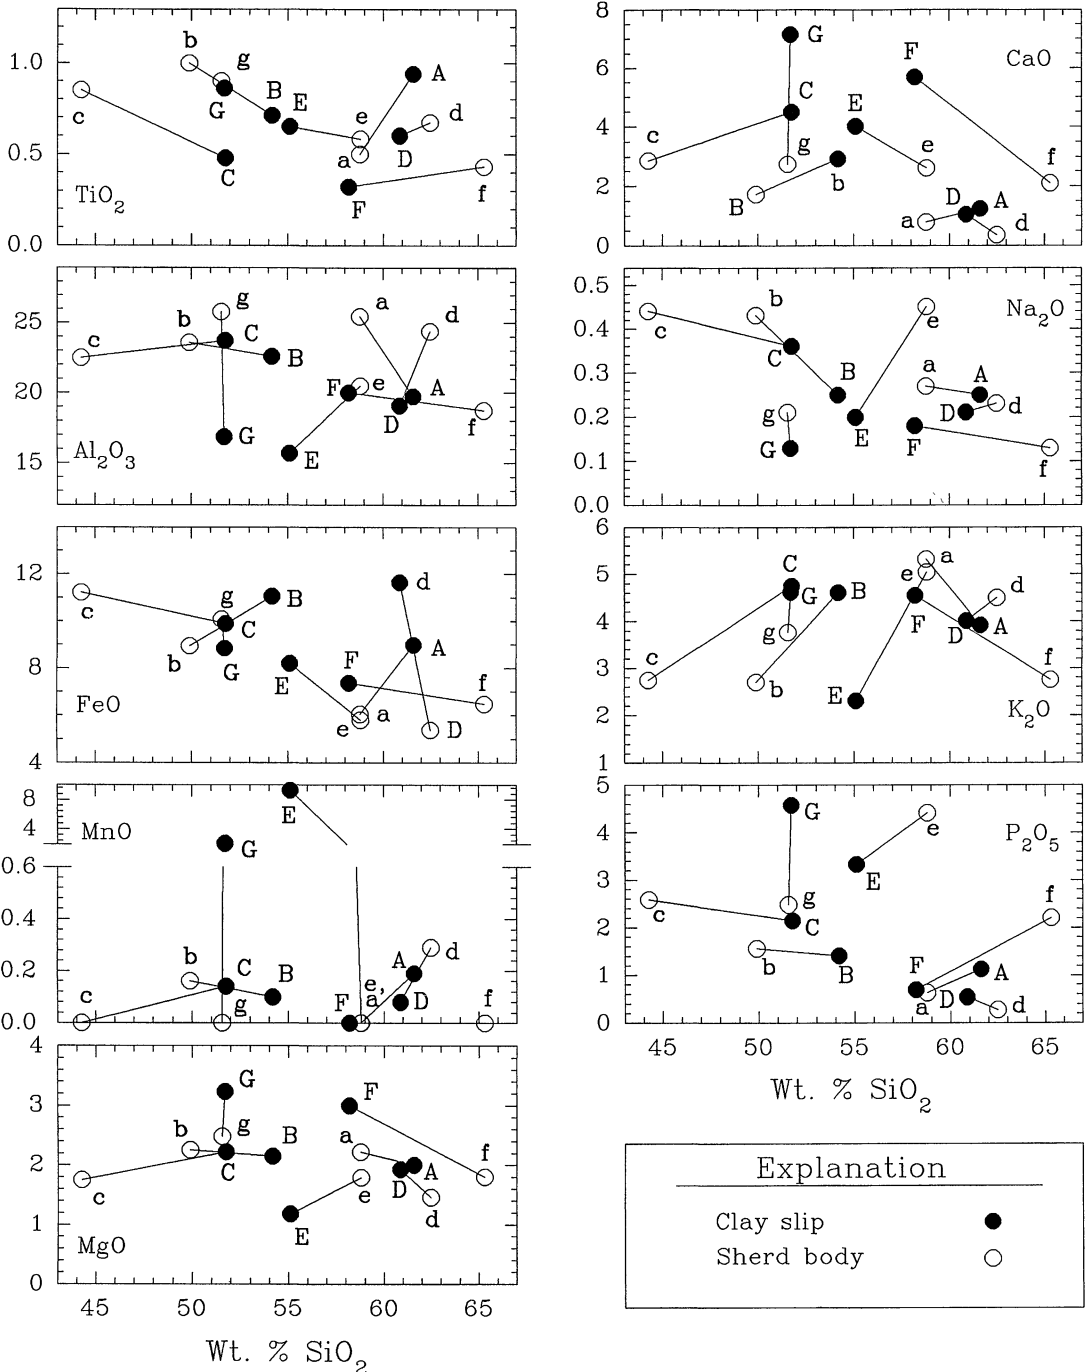 1.0
0.5
0.0
TiO2
b
g
c
G
B
E
A
e
a
D
d
C
F
f
8
6
4
2
0
CaO
G
F
C
E
c
g
e
f
B
b
D
A
a
d
25
20
15
Al2O3
g
a
d
b
C
c
B
F
e
A
D
f
G
E
0.5
0.4
0.3
0.2
0.1
0.0
Na2O
b
c
e
C
B
a
A
g
D
d
G
E
F
f
12
8
4
FeO
c
g
B
d
C
b
G
A
F
E
f
a
e
D
6
5
4
3
2
1
K2O
C
a
e
d
G
B
g
F
D
A
c
b
E
f
8
4
2
0.6
0.4
0.2
0.0
MnO
E
G
b
C
B
A
d
e,
a
D
c
g
F
f
5
4
3
2
1
0
P2O5
G
e
E
c
g
f
C
b
B
F
A
a
D
d
4
3
2
1
0
MgO
G
F
b
g
B
a
f
c
C
D
A
e
E
d
45
50
55
60
65
Wt. % SiO2
45
50
55
60
65
Wt. % SiO2
Explanation
Clay slip
Sherd body